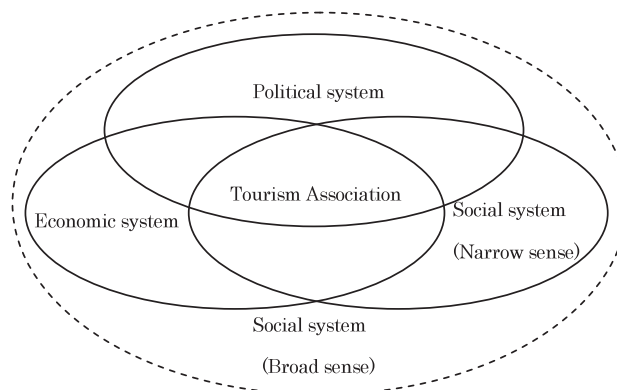 Political system
Tourism Association
Economic system
Social system
(Narrow sense)
Social system
(Broad sense)